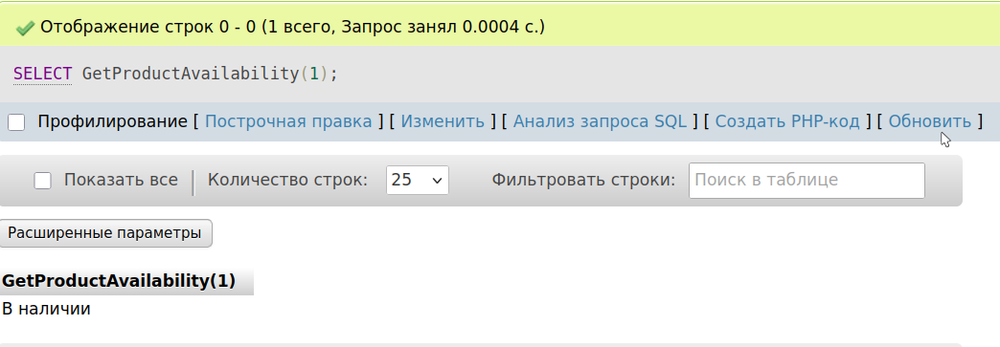 Отображение строк 0 - 0 (1 всего, Запрос занял 0.0004 с.)
SELECT GetProductAvailability(1);
Профилирование [ Построчная правка ] [ Изменить ] [ Анализ запроса SQL ] [ Создать PHP-код ] [ Обновить ]
Показать все Количество строк: 25 Фильтровать строки: Поиск в таблице
Расширенные параметры
GetProductAvailability(1)
В наличии